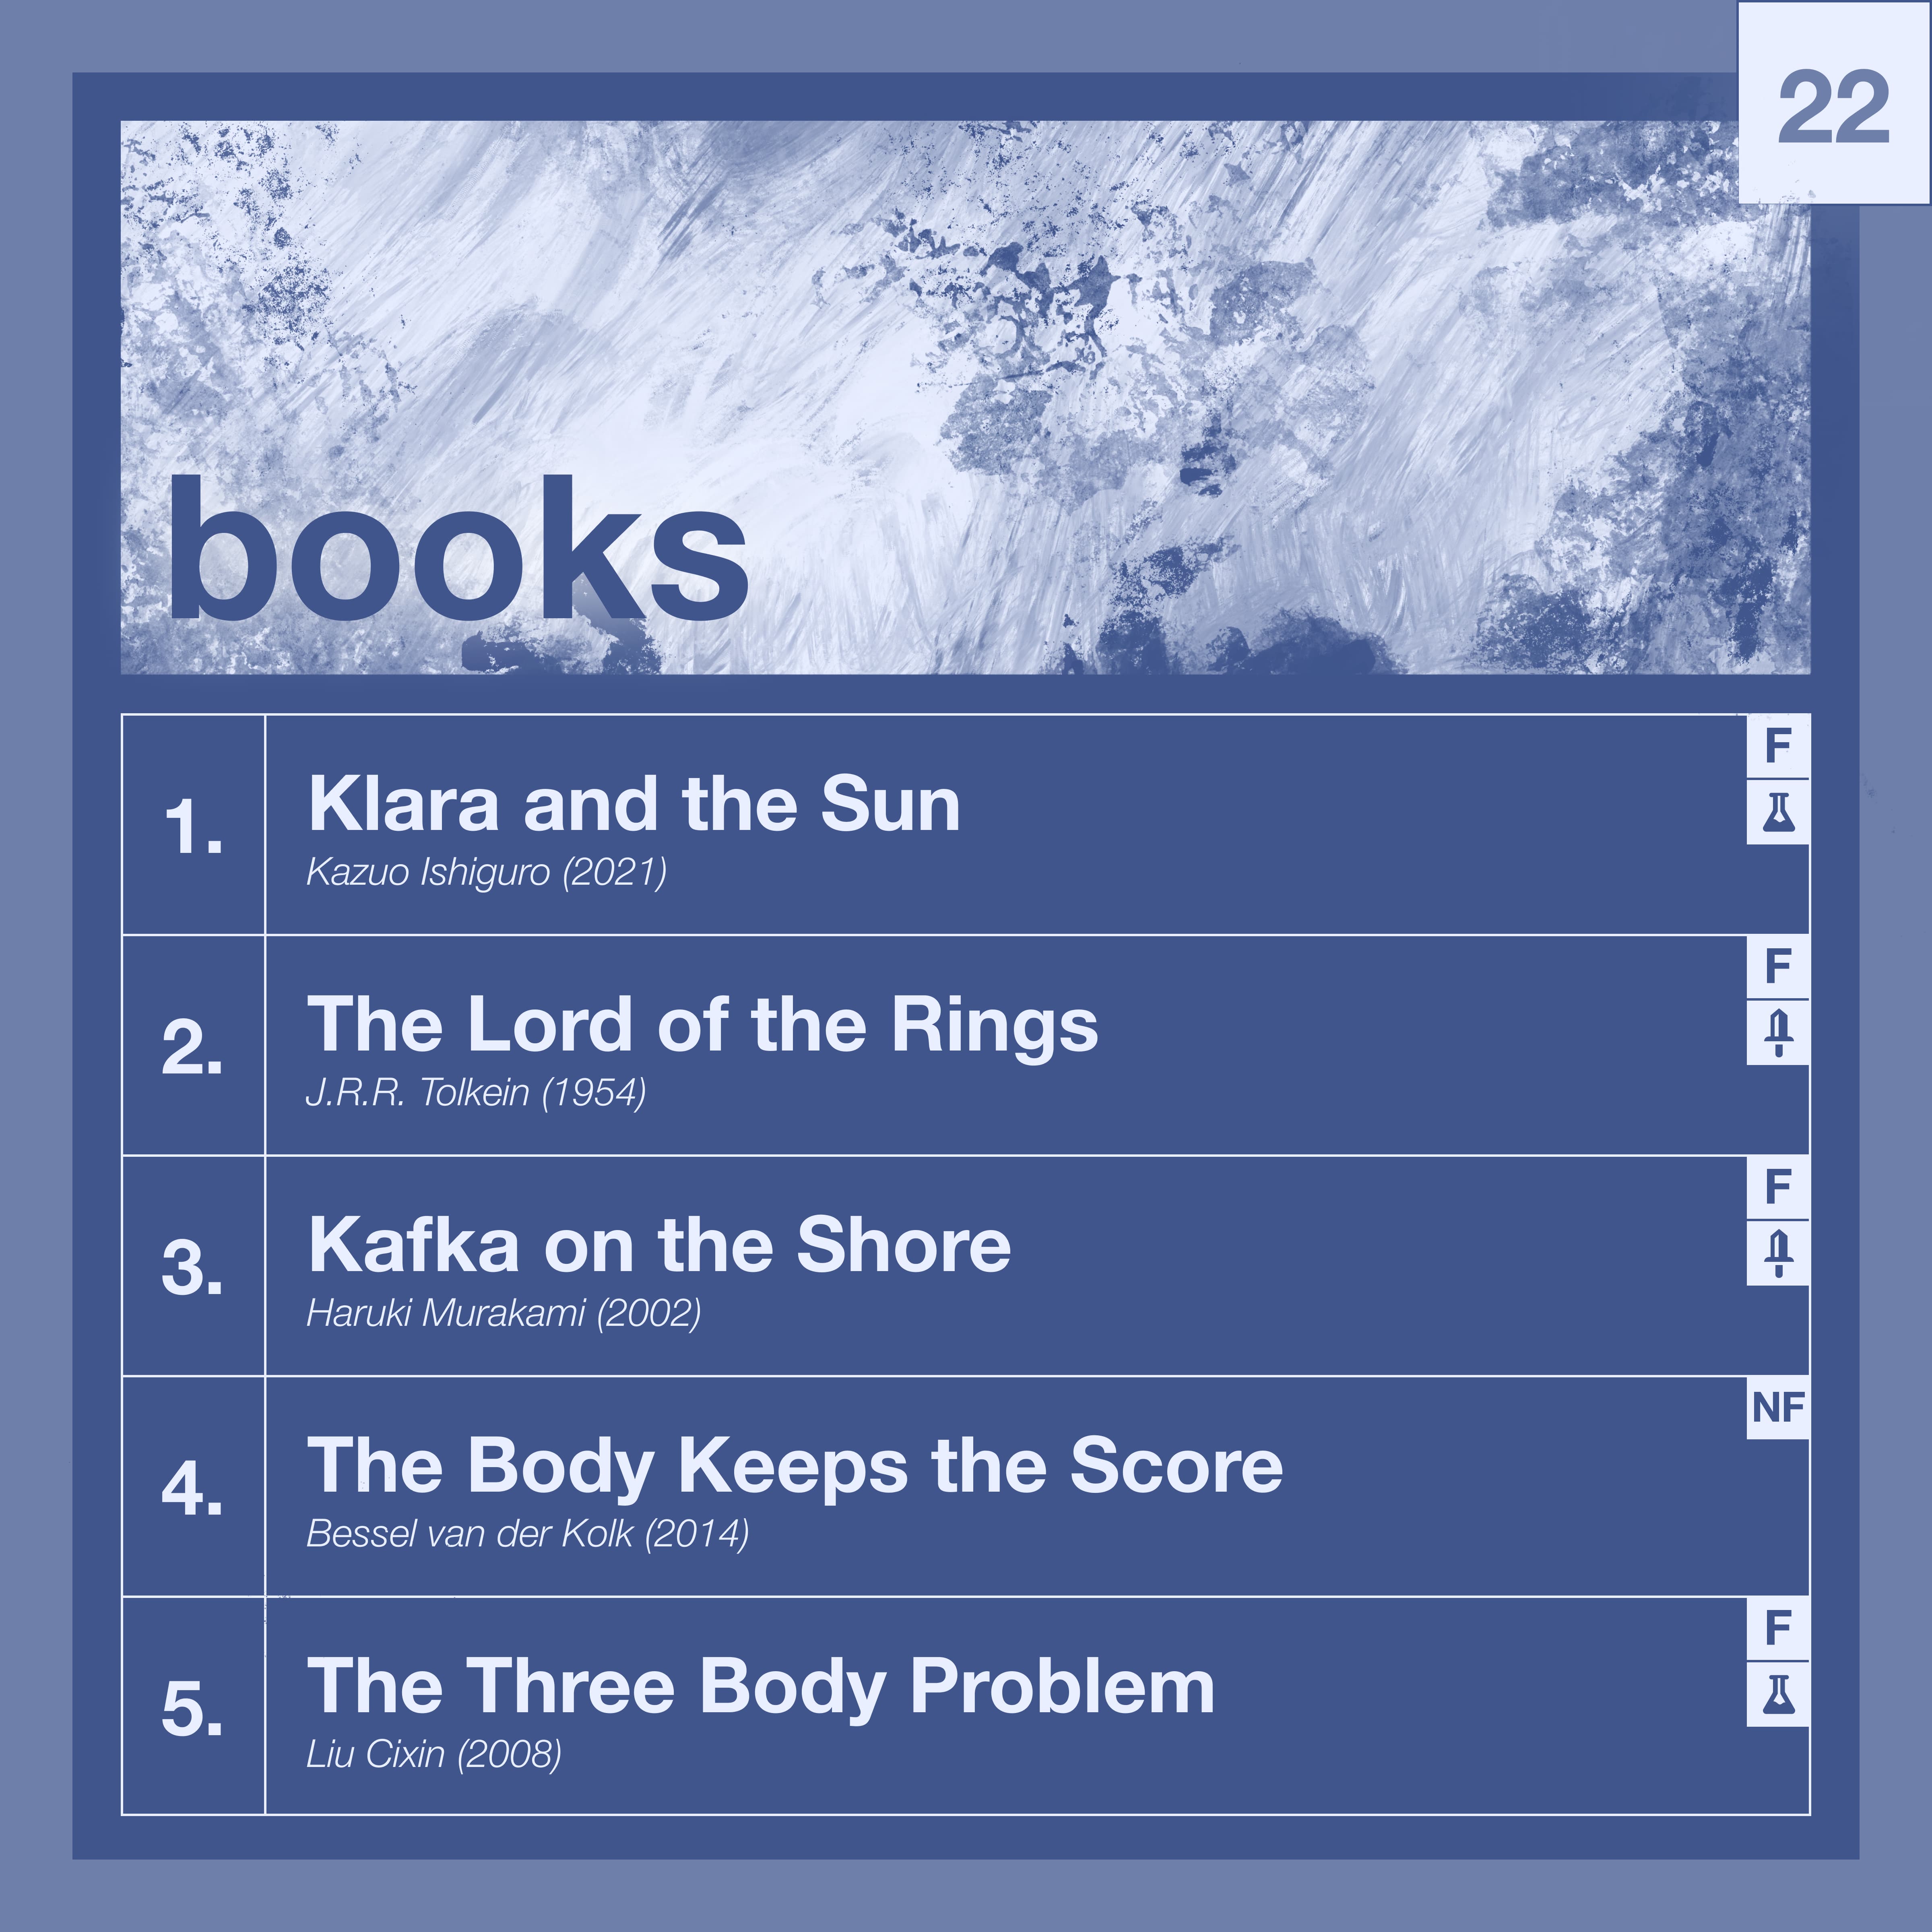 22
books
1.
Klara and the Sun
Kazuo Ishiguro (2021)
F
2.
The Lord of the Rings
J.R.R. Tolkein (1954)
F
3.
Kafka on the Shore
Haruki Murakami (2002)
F
4.
The Body Keeps the Score
Bessel van der Kolk (2014)
NF
5.
The Three Body Problem
Liu Cixin (2008)
F